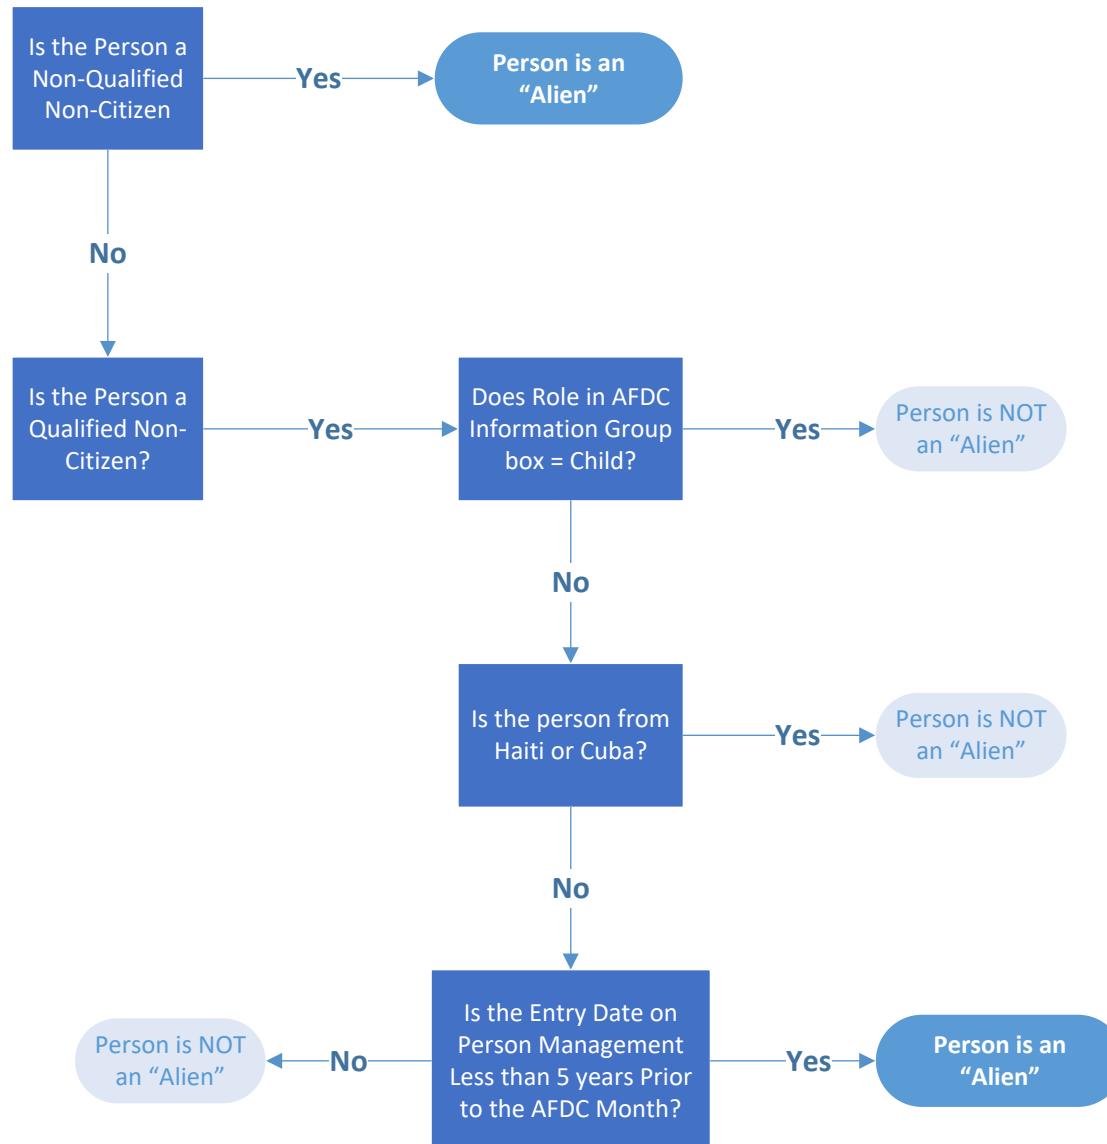 Is the Person a
Non-Qualified
Non-Citizen
Yes
Person is an
“Alien”
No
Is the Person a
Qualified Non-
Citizen?
Yes
Does Role in AFDC
Information Group
box = Child?
Yes
Person is NOT
an “Alien”
No
Is the person from
Haiti or Cuba?
Yes
Person is NOT
an “Alien”
No
Person is NOT
an “Alien”
No
Is the Entry Date on
Person Management
Less than 5 years Prior
to the AFDC Month?
Yes
Person is an
“Alien”